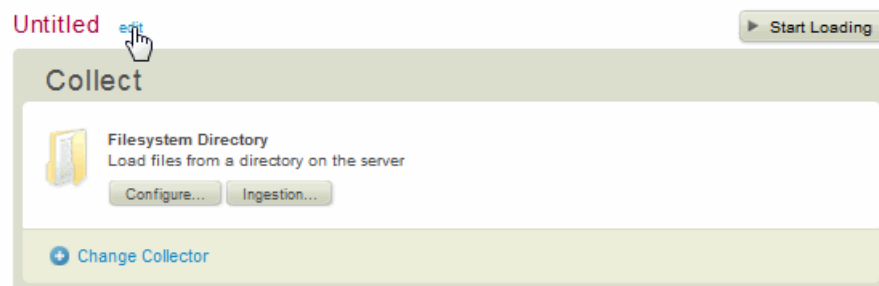 Untitled edit
Start Loading
Collect
Filesystem Directory
Load files from a directory on the server
Configure... Ingestion...
Change Collector